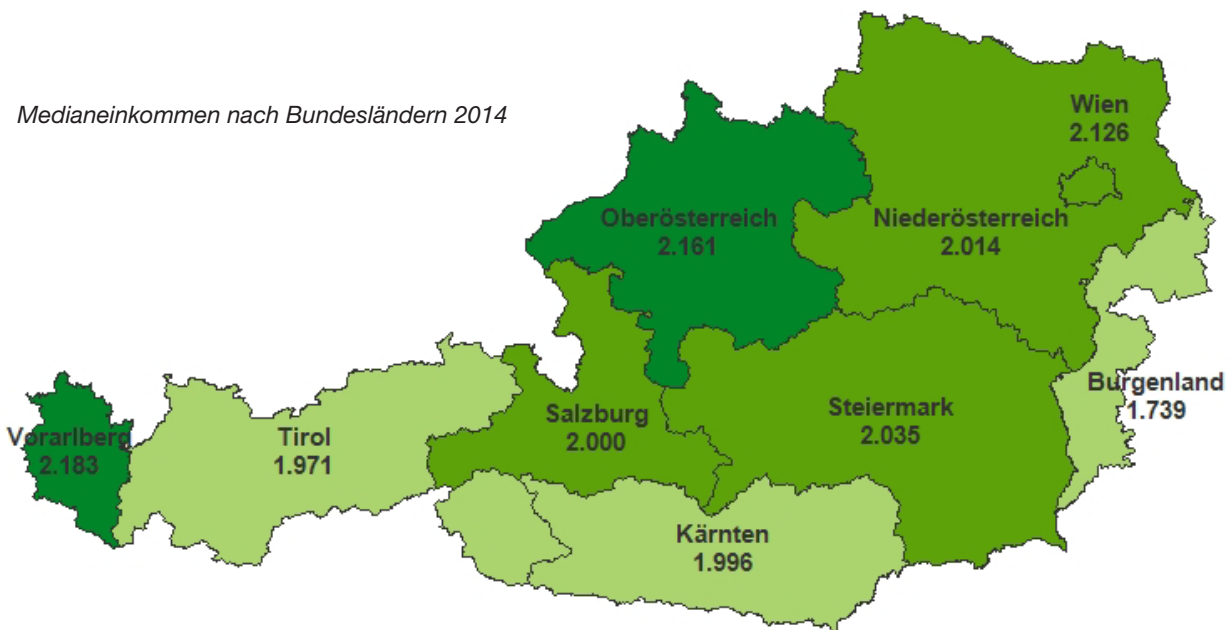 Medianeinkommen nach Bundesländern 2014
Wien
2.126
Oberösterreich
2.161
Niederösterreich
2.014
Burgenland
1.739
Steiermark
2.035
Salzburg
2.000
Vorarlberg
2.183
Tirol
1.971
Kärnten
1.996